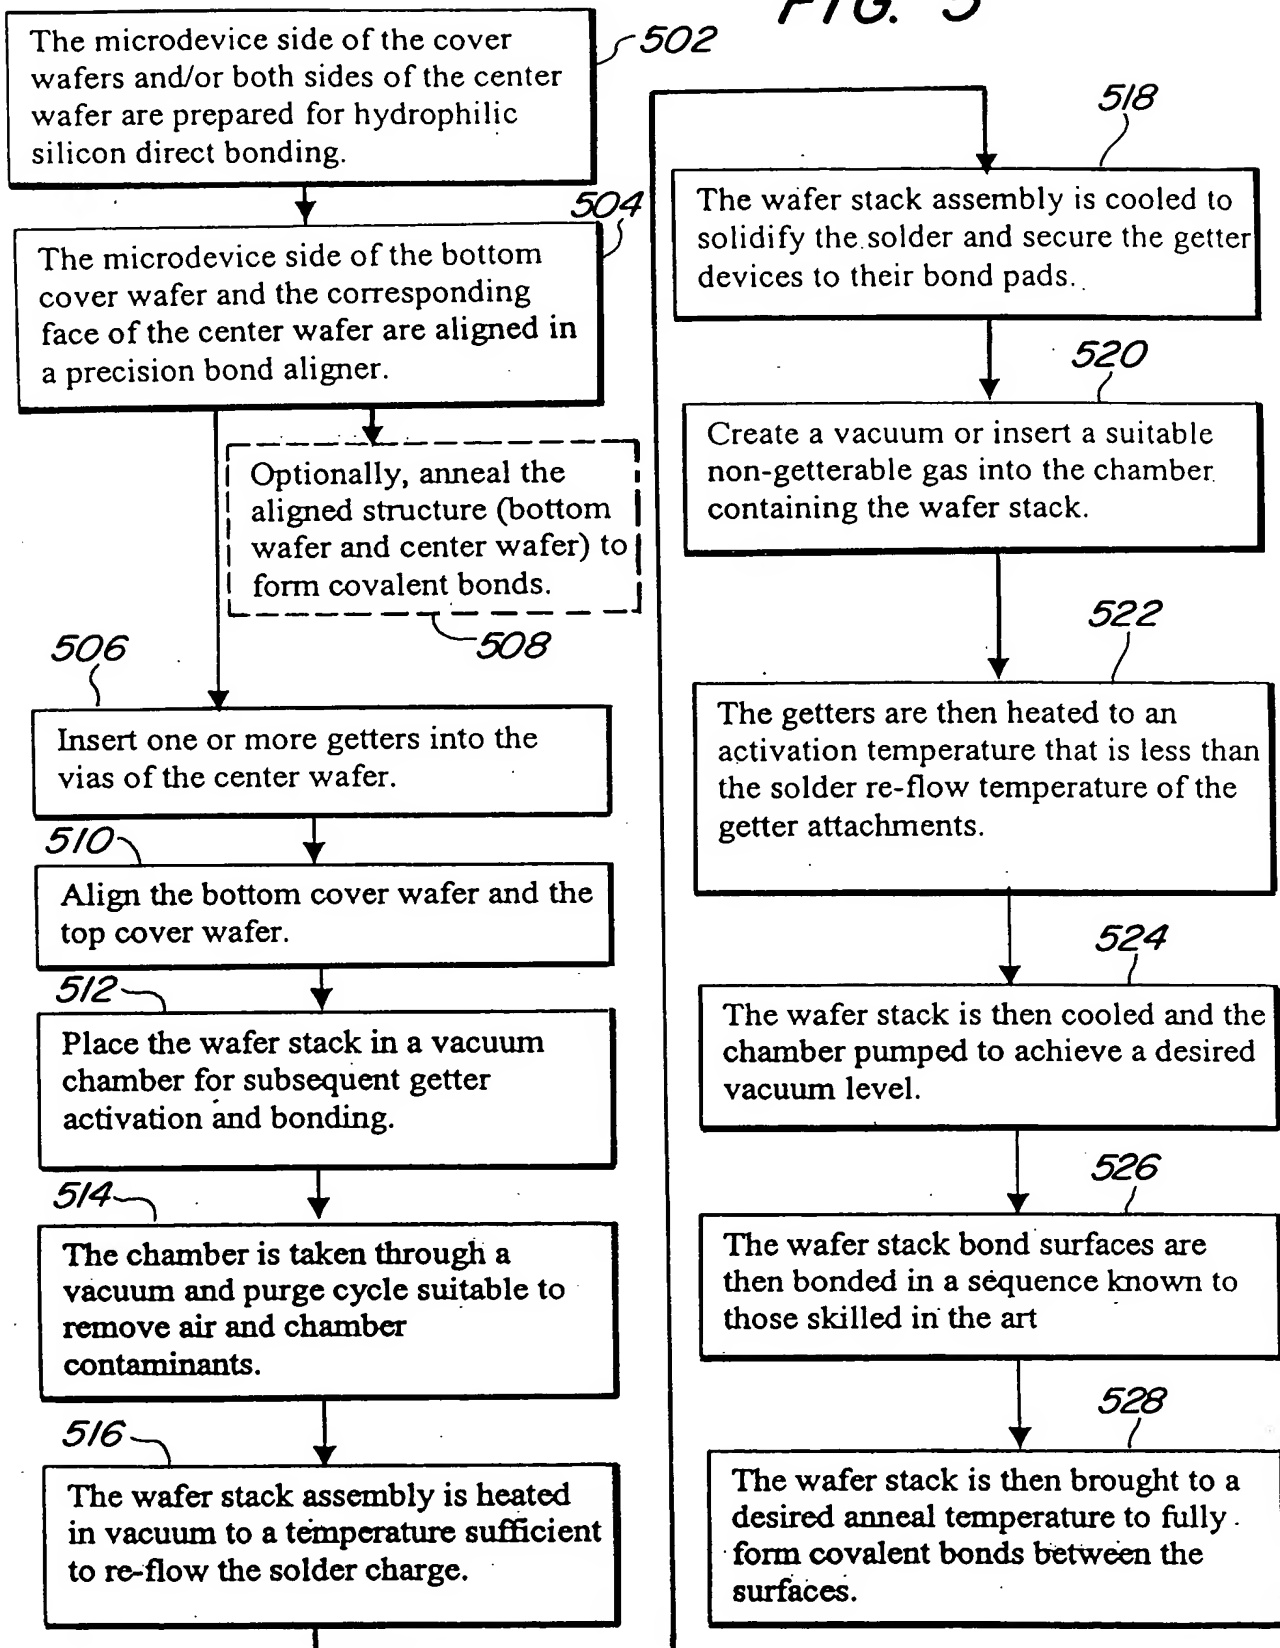 FIG. 5
502
The microdevice side of the cover
wafers and/or both sides of the center
wafer are prepared for hydrophilic
silicon direct bonding.
504
The microdevice side of the bottom
cover wafer and the corresponding
face of the center wafer are aligned in
a precision bond aligner.
Optionally, anneal the
aligned structure (bottom
wafer and center wafer) to
form covalent bonds.
508
506
Insert one or more getters into the
vias of the center wafer.
510
Align the bottom cover wafer and the
top cover wafer.
512
Place the wafer stack in a vacuum
chamber for subsequent getter
activation and bonding.
514
The chamber is taken through a
vacuum and purge cycle suitable to
remove air and chamber
contaminants.
516
The wafer stack assembly is heated
in vacuum to a temperature sufficient
to re-flow the solder charge.
518
The wafer stack assembly is cooled to
solidify the solder and secure the getter
devices to their bond pads.
520
Create a vacuum or insert a suitable
non-getterable gas into the chamber
containing the wafer stack.
522
The getters are then heated to an
activation temperature that is less than
the solder re-flow temperature of the
getter attachments.
524
The wafer stack is then cooled and the
chamber pumped to achieve a desired
vacuum level.
526
The wafer stack bond surfaces are
then bonded in a sequence known to
those skilled in the art
528
The wafer stack is then brought to a
desired anneal temperature to fully
form covalent bonds between the
surfaces.